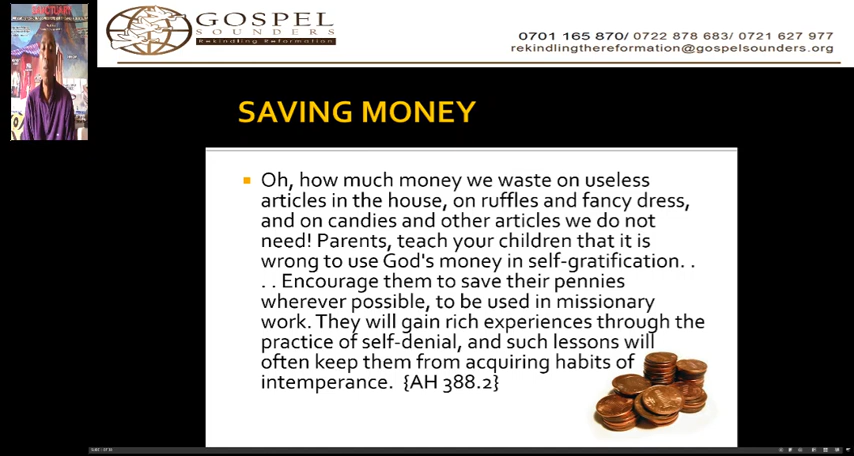 SANCTUARY
GOSPEL
SOUNDERS
Rekindling Reformation
0701 165 870/ 0722 878 683/ 0721 627 977
rekindlingthereformation@gospelsounders.org
SAVING MONEY
Oh, how much money we waste on useless
articles in the house, on ruffles and fancy dress,
and on candies and other articles we do not
need! Parents, teach your children that it is
wrong to use God's money in self-gratification. .
. . Encourage them to save their pennies
wherever possible, to be used in missionary
work. They will gain rich experiences through the
practice of self-denial, and such lessons will
often keep them from acquiring habits of
intemperance. {AH 388.2}